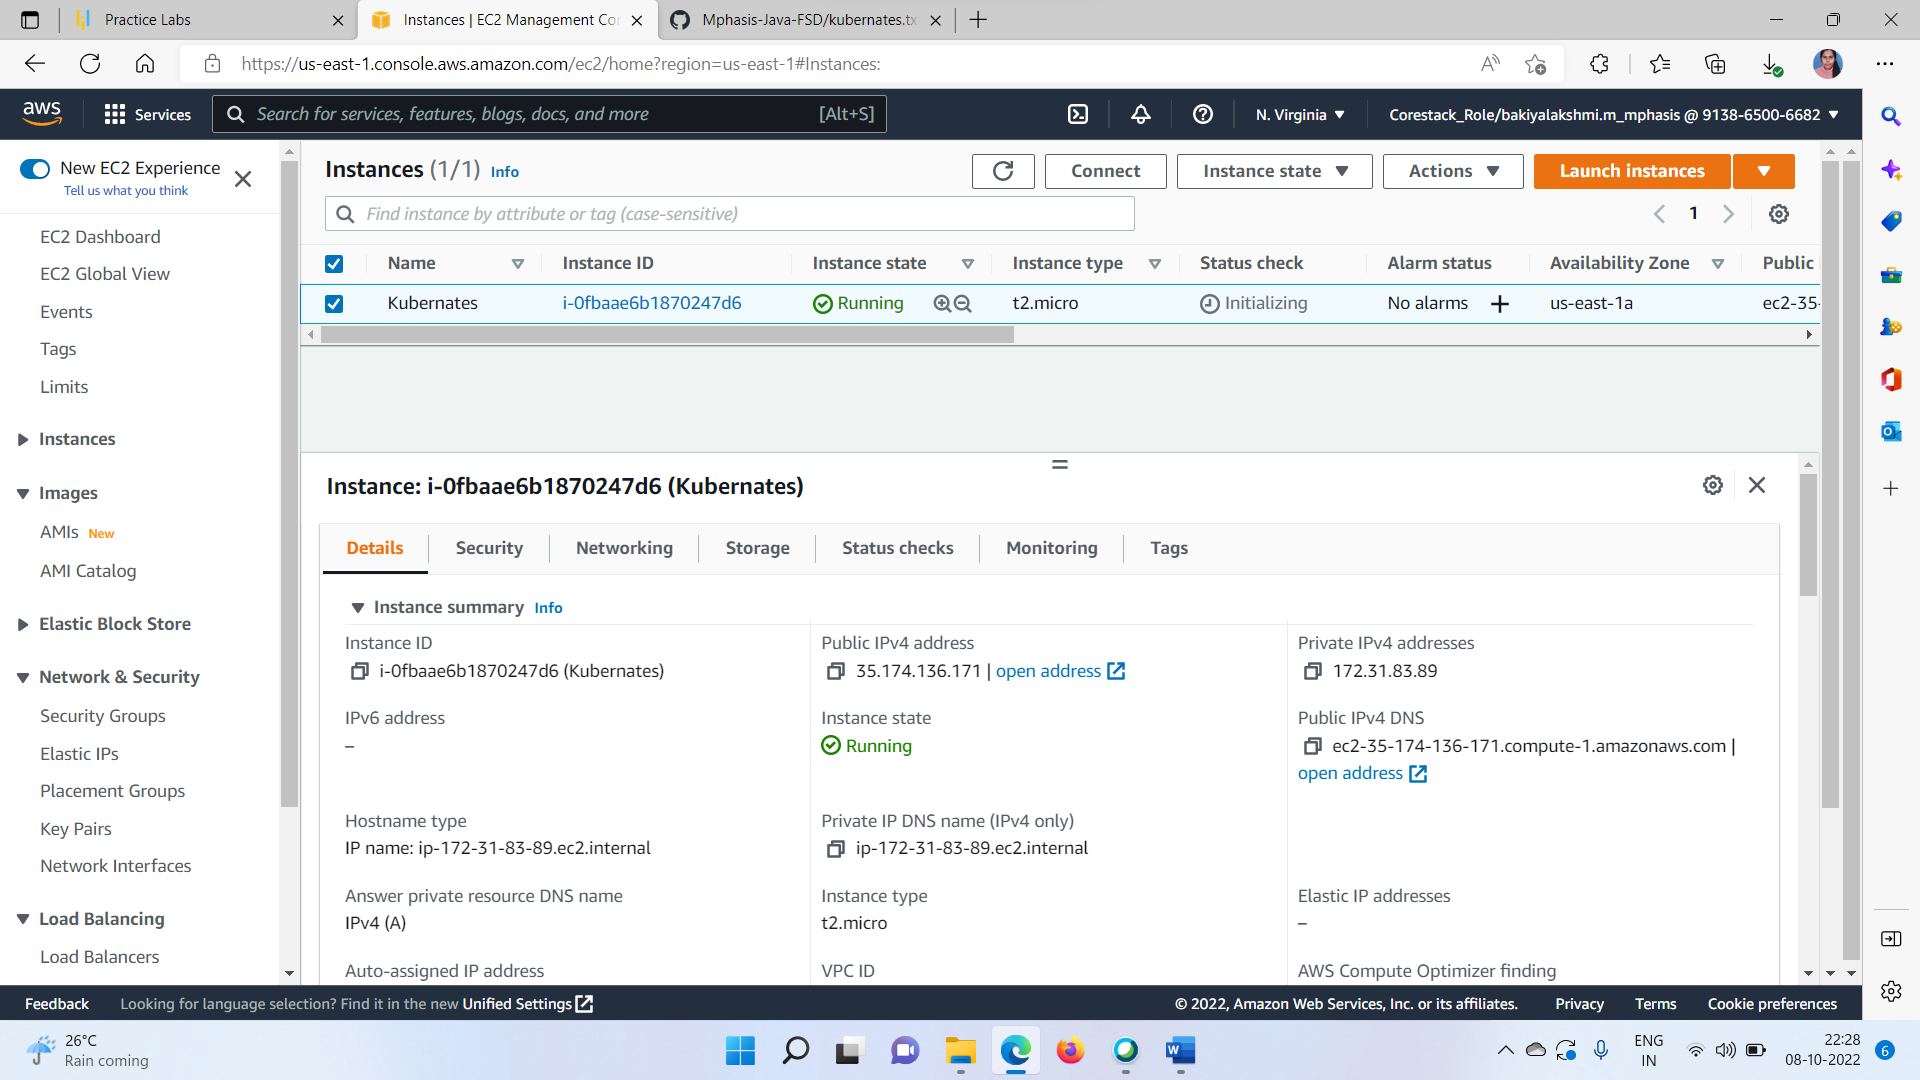 Practice Labs
Instances | EC2 Management Co
Mphasis-Java-FSD/kubernates.tx
https://us-east-1.console.aws.amazon.com/ec2/home?region=us-east-1#Instances:
aws
Services
Search for services, features, blogs, docs, and more
[Alt+S]
N. Virginia
Corestack_Role/bakiyalakshmi.m_mphasis @ 9138-6500-6682
New EC2 Experience
Tell us what you think
EC2 Dashboard
EC2 Global View
Events
Tags
Limits
Instances
Images
AMIs New
AMI Catalog
Elastic Block Store
Network & Security
Security Groups
Elastic IPs
Placement Groups
Key Pairs
Network Interfaces
Load Balancing
Load Balancers
Instances (1/1) Info
Connect
Instance state
Actions
Launch instances
Find instance by attribute or tag (case-sensitive)
1
Name Instance ID Instance state Instance type Status check Alarm status Availability Zone Public
Kubernates i-0fbaae6b1870247d6 Running t2.micro Initializing No alarms us-east-1a ec2-35-
Instance: i-0fbaae6b1870247d6 (Kubernates)
Details Security Networking Storage Status checks Monitoring Tags
Instance summary Info
Instance ID
i-0fbaae6b1870247d6 (Kubernates)
Public IPv4 address
35.174.136.171 | open address
Private IPv4 addresses
172.31.83.89
IPv6 address
–
Instance state
Running
Public IPv4 DNS
ec2-35-174-136-171.compute-1.amazonaws.com |
open address
Hostname type
IP name: ip-172-31-83-89.ec2.internal
Private IP DNS name (IPv4 only)
ip-172-31-83-89.ec2.internal
Answer private resource DNS name
IPv4 (A)
Instance type
t2.micro
Elastic IP addresses
–
Auto-assigned IP address
VPC ID
AWS Compute Optimizer finding
Feedback
Looking for language selection? Find it in the new Unified Settings
© 2022, Amazon Web Services, Inc. or its affiliates.
Privacy
Terms
Cookie preferences
26°C
Rain coming
ENG
IN
22:28
08-10-2022
6